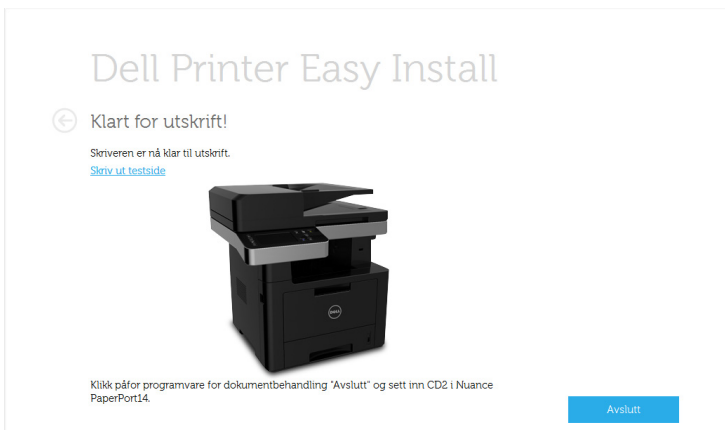 Dell Printer Easy Install
Klart for utskrift!
Skriveren er nå klar til utskrift.
Skriv ut testside
DELL
Klikk påfor programvare for dokumentbehandling "Avslutt" og sett inn CD2 i Nuance
PaperPort14.
Avslutt